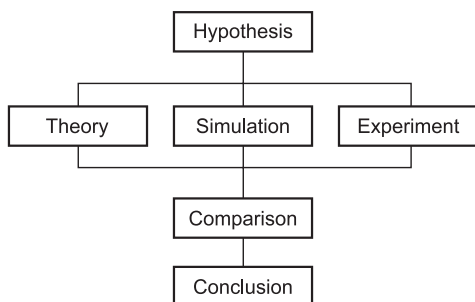 Hypothesis
Theory
Simulation
Experiment
Comparison
Conclusion